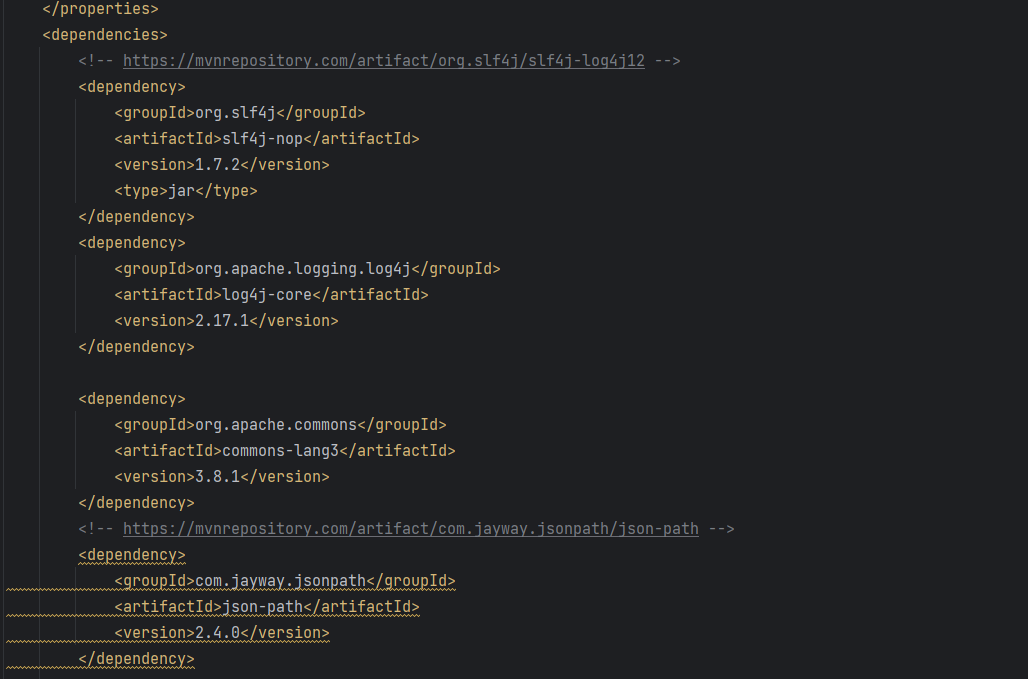 </properties>
<dependencies>
<!-- https://mvnrepository.com/artifact/org.slf4j/slf4j-log4j12 -->
<dependency>
<groupId>org.slf4j</groupId>
<artifactId>slf4j-nop</artifactId>
<version>1.7.2</version>
<type>jar</type>
</dependency>
<dependency>
<groupId>org.apache.logging.log4j</groupId>
<artifactId>log4j-core</artifactId>
<version>2.17.1</version>
</dependency>
<dependency>
<groupId>org.apache.commons</groupId>
<artifactId>commons-lang3</artifactId>
<version>3.8.1</version>
</dependency>
<!-- https://mvnrepository.com/artifact/com.jayway.jsonpath/json-path -->
<dependency>
<groupId>com.jayway.jsonpath</groupId>
<artifactId>json-path</artifactId>
<version>2.4.0</version>
</dependency>